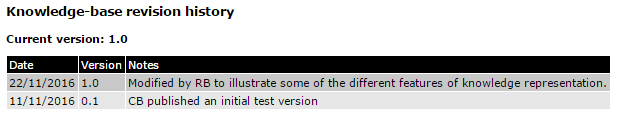 Knowledge-base revision history
Current version: 1.0
Date Version Notes
22/11/2016 1.0 Modified by RB to illustrate some of the different features of knowledge representation.
11/11/2016 0.1 CB published an initial test version